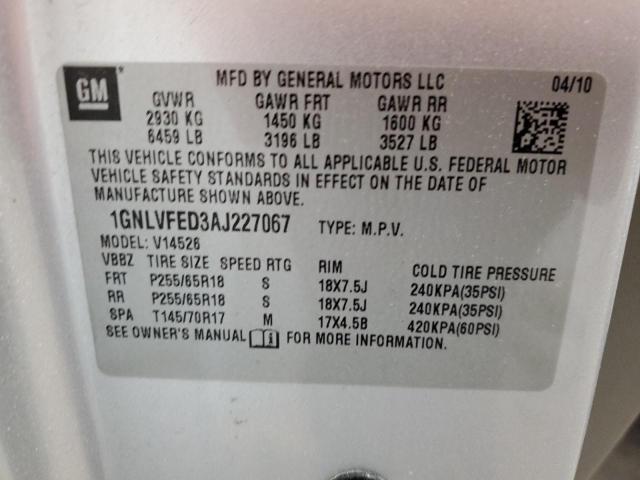 GM
MFD BY GENERAL MOTORS LLC 04/10
GVWR GAWR FRT GAWR RR
2930 KG 1450 KG 1600 KG
6459 LB 3196 LB 3527 LB
THIS VEHICLE CONFORMS TO ALL APPLICABLE U.S. FEDERAL MOTOR
VEHICLE SAFETY STANDARDS IN EFFECT ON THE DATE OF
MANUFACTURE SHOWN ABOVE.
1GNLVFED3AJ227067 TYPE: M.P.V.
MODEL: V14526
VBBZ TIRE SIZE SPEED RTG RIM COLD TIRE PRESSURE
FRT P255/65R18 S 18X7.5J 240KPA(35PSI)
RR P255/65R18 S 18X7.5J 240KPA(35PSI)
SPA T145/70R17 M 17X4.5B 420KPA(60PSI)
SEE OWNER'S MANUAL FOR MORE INFORMATION.